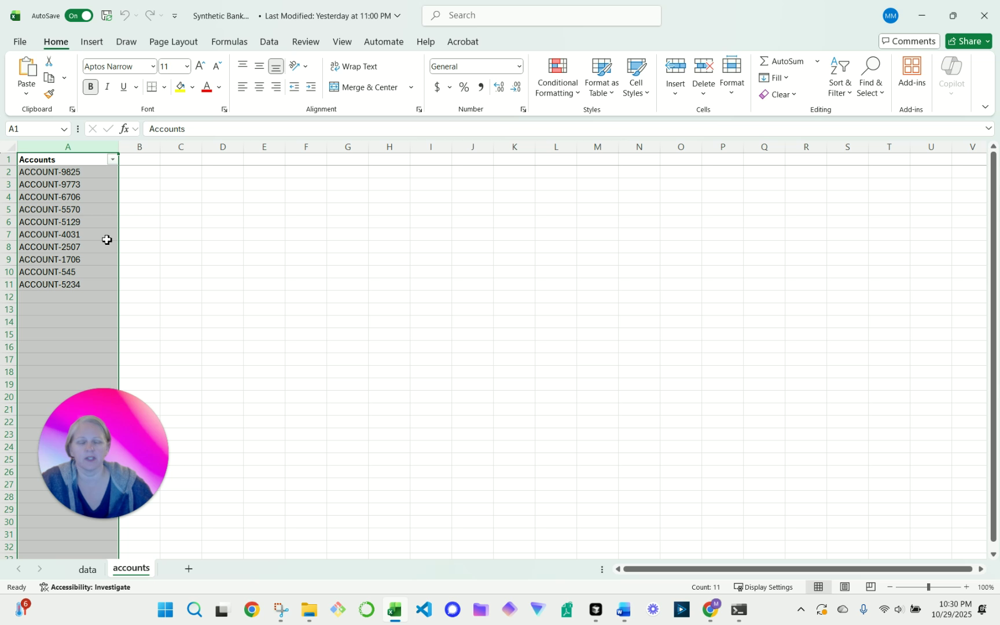 AutoSave On Synthetic Bank... • Last Modified: Yesterday at 11:00 PM Search MM
File Home Insert Draw Page Layout Formulas Data Review View Automate Help Acrobat Comments Share
Paste
Clipboard
Aptos Narrow 11
B I U
Font
Wrap Text
Merge & Center
Alignment
General
$ % ,
Number
Conditional Formatting
Format as Table
Cell Styles
Styles
Insert Delete Format
Cells
AutoSum
Fill
Clear
Sort & Filter
Find & Select
Editing
Add-ins
Add-ins
Copilot
A1 fx Accounts
A B C D E F G H I J K L M N O P Q R S T U V
1 Accounts
2 ACCOUNT-9825
3 ACCOUNT-9773
4 ACCOUNT-6706
5 ACCOUNT-5570
6 ACCOUNT-5129
7 ACCOUNT-4031
8 ACCOUNT-2507
9 ACCOUNT-1706
10 ACCOUNT-545
11 ACCOUNT-5234
12
13
14
15
16
17
18
19
20
21
22
23
24
25
26
27
28
29
30
31
32
data accounts
Ready Accessibility: Investigate Count: 11 Display Settings 100%
6 10:30 PM
10/29/2025